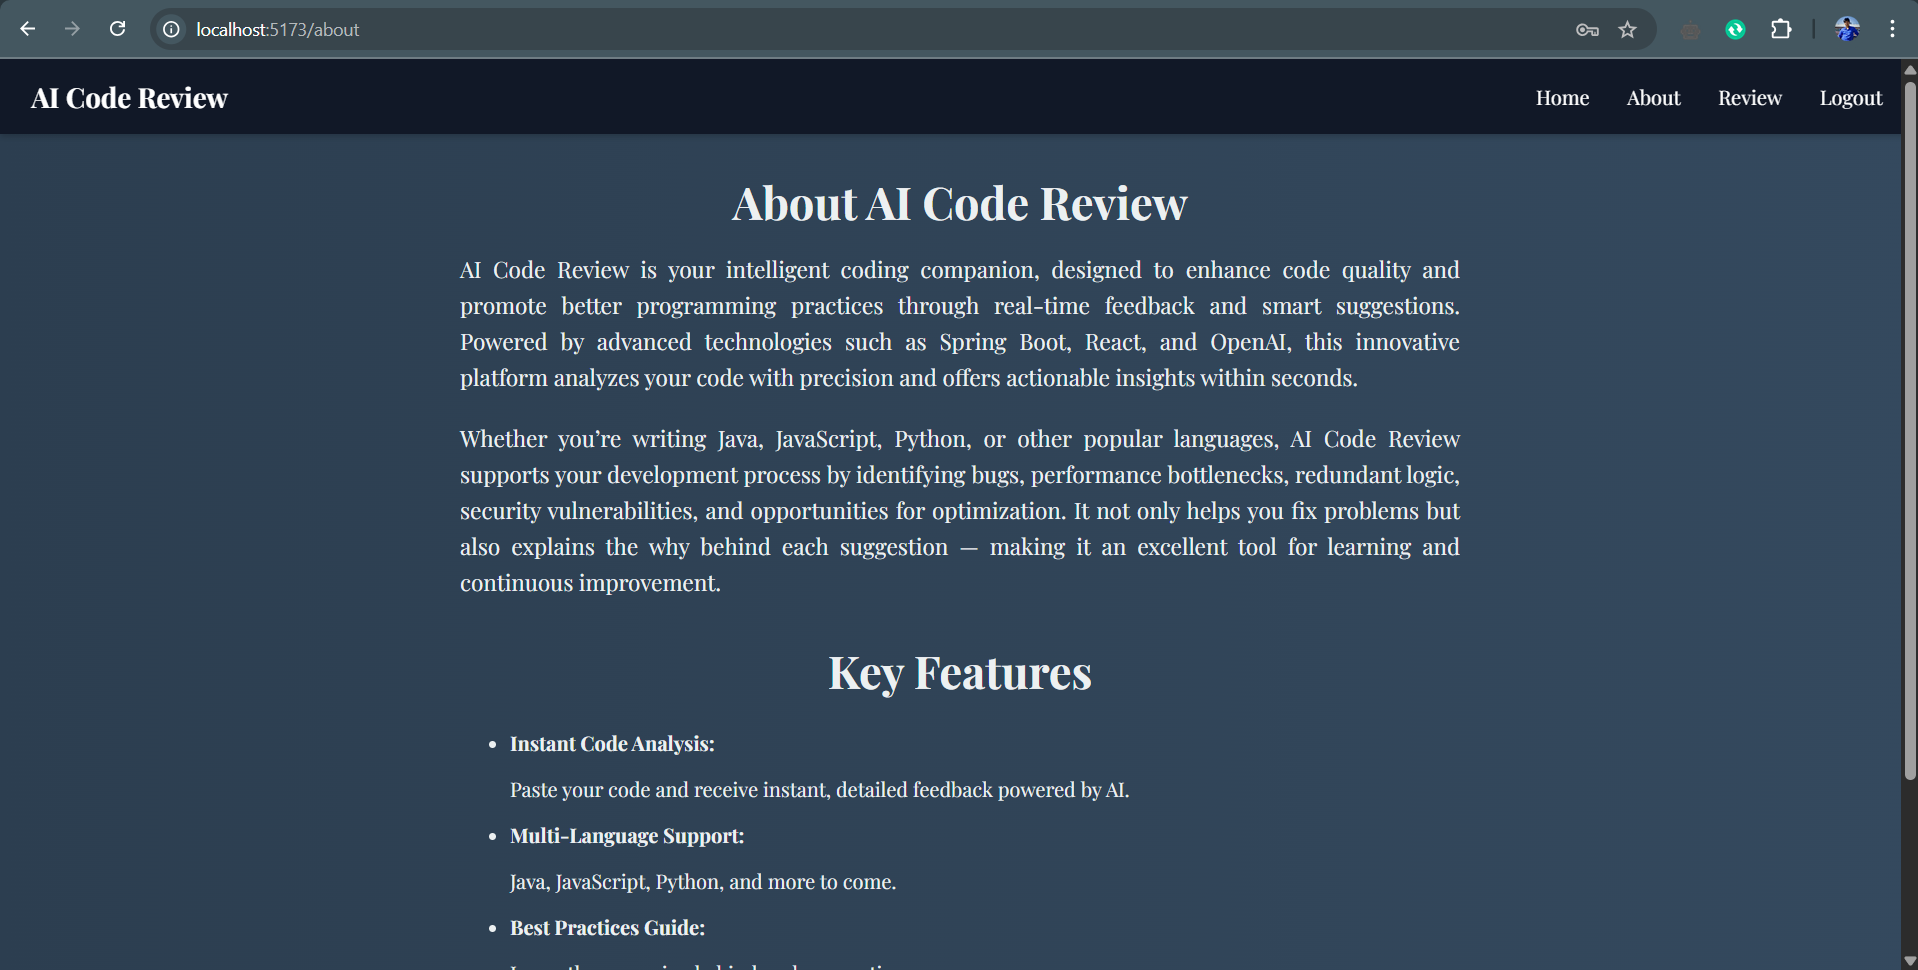 localhost:5173/about
AI Code Review
Home About Review Logout
About AI Code Review
AI Code Review is your intelligent coding companion, designed to enhance code quality and
promote better programming practices through real-time feedback and smart suggestions.
Powered by advanced technologies such as Spring Boot, React, and OpenAI, this innovative
platform analyzes your code with precision and offers actionable insights within seconds.
Whether you’re writing Java, JavaScript, Python, or other popular languages, AI Code Review
supports your development process by identifying bugs, performance bottlenecks, redundant logic,
security vulnerabilities, and opportunities for optimization. It not only helps you fix problems but
also explains the why behind each suggestion — making it an excellent tool for learning and
continuous improvement.
Key Features
• Instant Code Analysis:
Paste your code and receive instant, detailed feedback powered by AI.
• Multi-Language Support:
Java, JavaScript, Python, and more to come.
• Best Practices Guide: